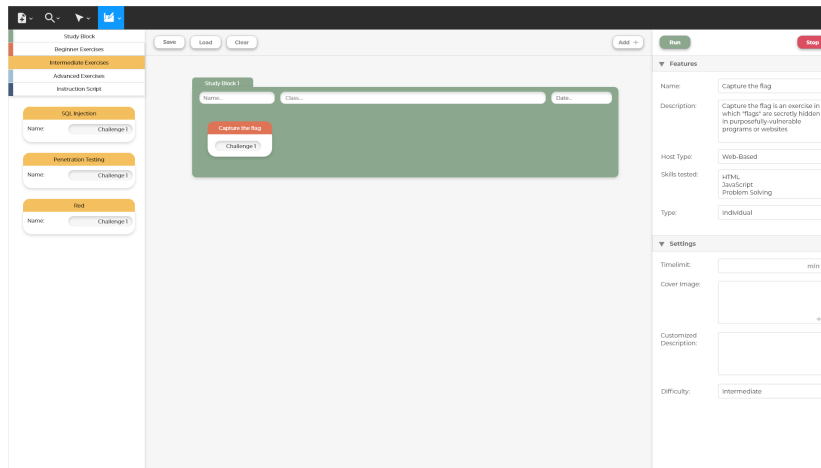 Study Block
Beginner Exercises
Intermediate Exercises
Advanced Exercises
Instruction Script
SQL Injection
Name: Challenge 1
Penetration Testing
Name: Challenge 1
Red
Name: Challenge 1
Save Load Clear Add +
Study Block 1
Name... Class... Date...
Capture the flag
Challenge 1
Run Stop
Features
Name: Capture the flag
Description: Capture the flag is an exercise in
which "flags" are secretly hidden
in purposefully-vulnerable
programs or websites
Host Type: Web-Based
Skills tested: HTML
JavaScript
Problem Solving
Type: Individual
Settings
Timelimit: min
Cover Image:
Customized
Description:
Difficulty: Intermediate